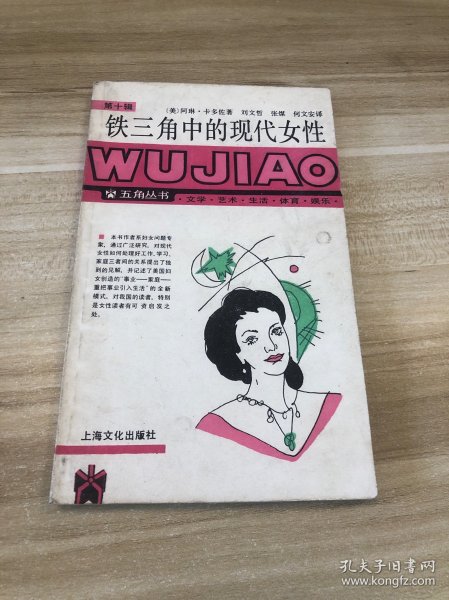 第十辑
(美)阿琳·卡多佐著 刘文哲 张媒 何文安译
铁三角中的现代女性
WUJIAO
五角丛书
·文学·艺术·生活·体育·娱乐·
■ 本书作者系妇女问题专
家，通过广泛研究，对现代
女性如何处理好工作、学习、
家庭三者间的关系提出了独
到的见解，并记述了美国妇
女创造的“事业——家庭——
重把事业引入生活”的全新
模式，对我国的读者，特别
是女性读者有可资启发之
处。
上海文化出版社
孔夫子旧书网
www.kongfz.com